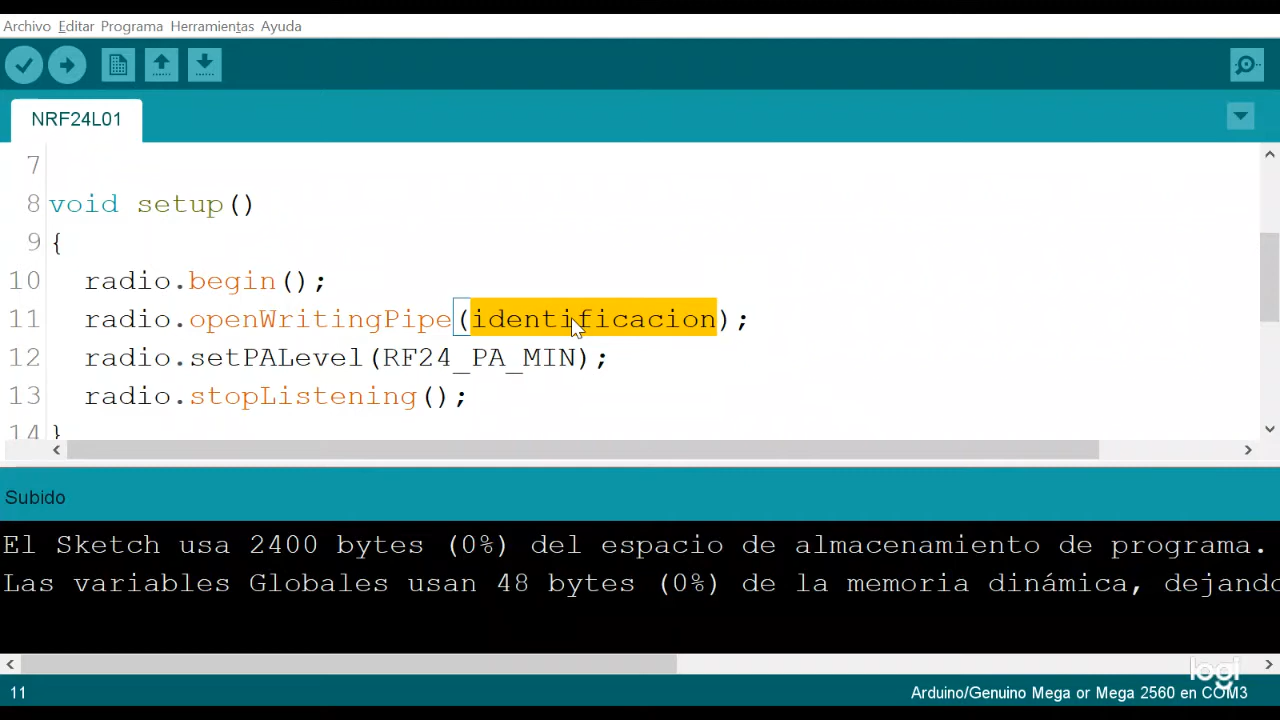 Archivo Editar Programa Herramientas Ayuda
NRF24L01
7
8 void setup()
9 {
10 radio.begin();
11 radio.openWritingPipe(identificacion);
12 radio.setPALevel(RF24_PA_MIN);
13 radio.stopListening();
14 }
Subido
El Sketch usa 2400 bytes (0%) del espacio de almacenamiento de programa.
Las variables Globales usan 48 bytes (0%) de la memoria dinámica, dejando
logi
11 Arduino/Genuino Mega or Mega 2560 en COM3